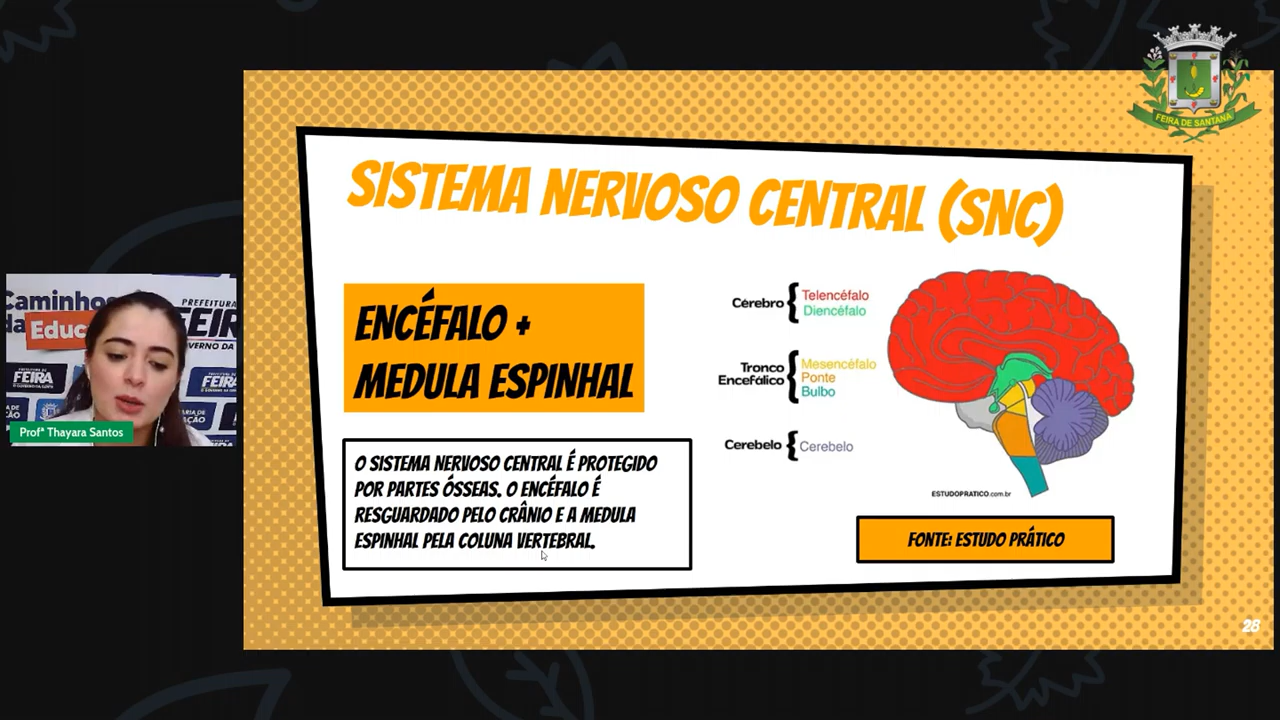 FEIRA DE SANTANA
SISTEMA NERVOSO CENTRAL (SNC)
ENCÉFALO +
MEDULA ESPINHAL
O SISTEMA NERVOSO CENTRAL É PROTEGIDO
POR PARTES ÓSSEAS. O ENCÉFALO É
RESGUARDADO PELO CRÂNIO E A MEDULA
ESPINHAL PELA COLUNA VERTEBRAL.
Cérebro { Telencéfalo
Diencéfalo
Tronco
Encefálico { Mesencéfalo
Ponte
Bulbo
Cerebelo { Cerebelo
ESTUDOPRATICO.com.br
FONTE: ESTUDO PRÁTICO
28
Caminhos
da Educ
PREFEITURA
FEIR
GOVERNO DA
FEIRA
FEIRA
Profª Thayara Santos